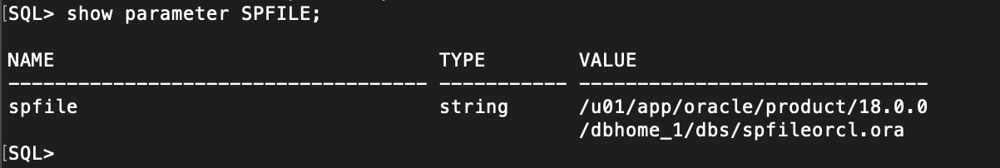 [SQL> show parameter SPFILE;
NAME                                 TYPE        VALUE
------------------------------------ ----------- ------------------------------
spfile                               string      /u01/app/oracle/product/18.0.0
                                                 /dbhome_1/dbs/spfileorcl.ora
[SQL>